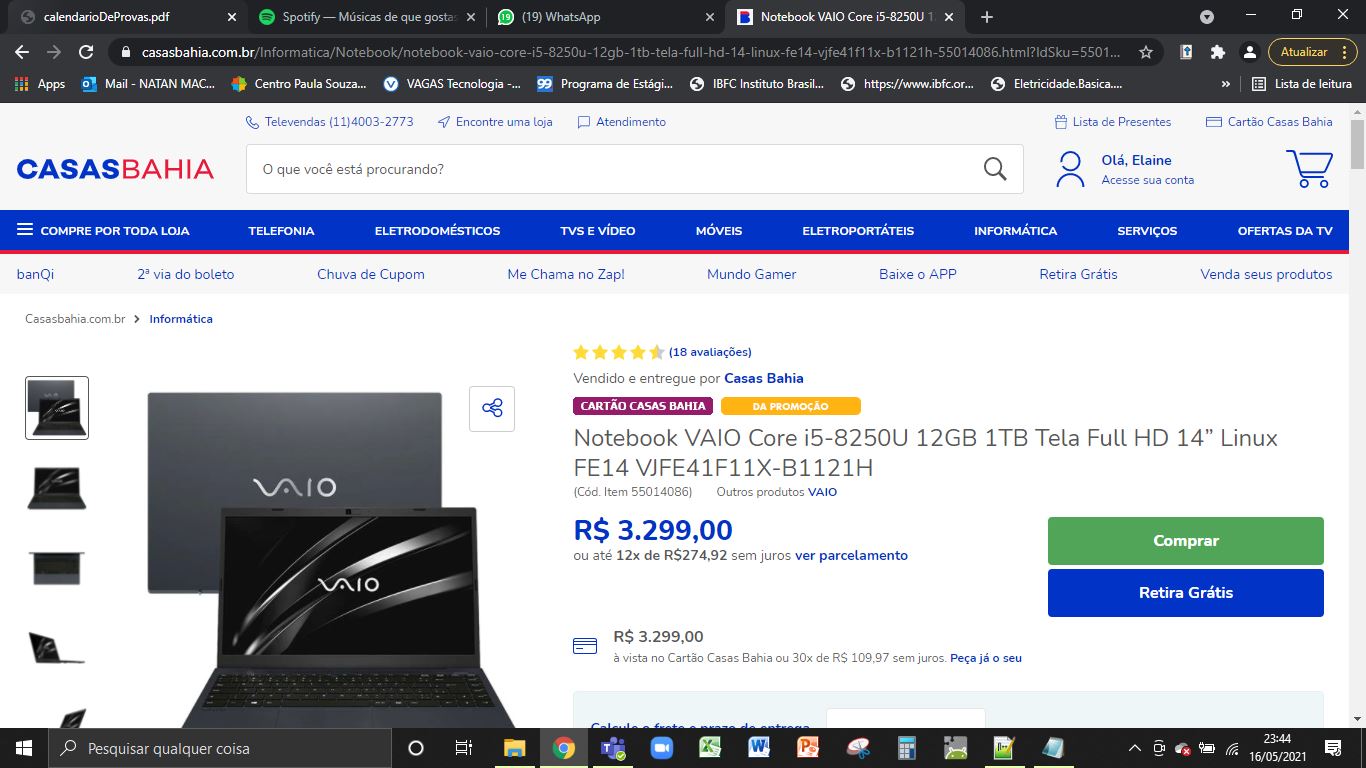 calendarioDeProvas.pdf
Spotify — Músicas de que gostas
(19) WhatsApp
Notebook VAIO Core i5-8250U 1
casasbahia.com.br/Informatica/Notebook/notebook-vaio-core-i5-8250u-12gb-1tb-tela-full-hd-14-linux-fe14-vjfe41f11x-b1121h-55014086.html?IdSku=5501...
Atualizar
Apps
Mail - NATAN MAC...
Centro Paula Souza...
VAGAS Tecnologia -...
Programa de Estági...
IBFC Instituto Brasil...
https://www.ibfc.or...
Eletricidade.Basica....
»
Lista de leitura
Televendas (11)4003-2773
Encontre uma loja
Atendimento
Lista de Presentes
Cartão Casas Bahia
CASASBAHIA
O que você está procurando?
Olá, Elaine
Acesse sua conta
COMPRE POR TODA LOJA
TELEFONIA
ELETRODOMÉSTICOS
TVS E VÍDEO
MÓVEIS
ELETROPORTÁTEIS
INFORMÁTICA
SERVIÇOS
OFERTAS DA TV
banQi
2ª via do boleto
Chuva de Cupom
Me Chama no Zap!
Mundo Gamer
Baixe o APP
Retira Grátis
Venda seus produtos
Casasbahia.com.br > Informática
(18 avaliações)
Vendido e entregue por Casas Bahia
CARTÃO CASAS BAHIA
DA PROMOÇÃO
Notebook VAIO Core i5-8250U 12GB 1TB Tela Full HD 14” Linux
FE14 VJFE41F11X-B1121H
(Cód. Item 55014086)
Outros produtos VAIO
R$ 3.299,00
ou até 12x de R$274,92 sem juros ver parcelamento
Comprar
Retira Grátis
R$ 3.299,00
à vista no Cartão Casas Bahia ou 30x de R$ 109,97 sem juros. Peça já o seu
Calcule o frete e prazo de entrega
VAIO
VAIO
Pesquisar qualquer coisa
23:44
16/05/2021